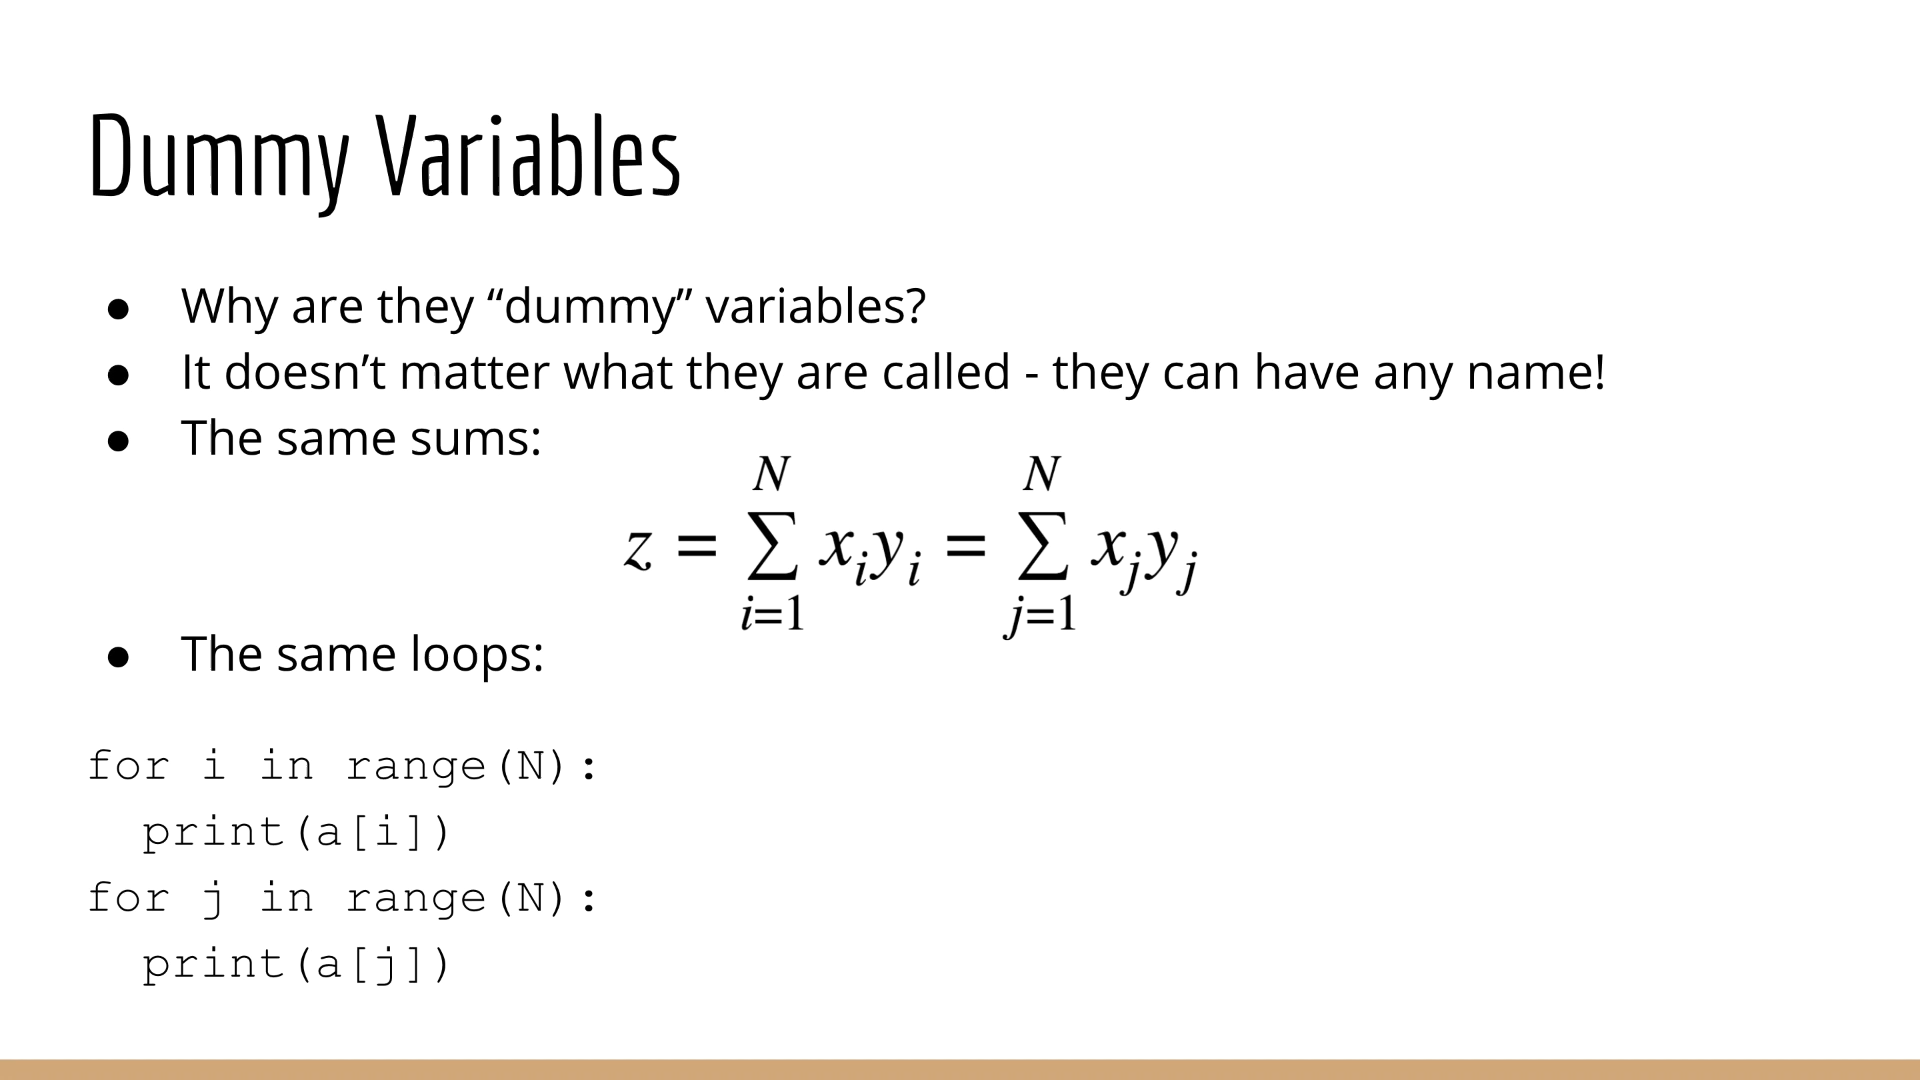 Dummy Variables
● Why are they “dummy” variables?
● It doesn’t matter what they are called - they can have any name!
● The same sums:
z = ∑_{i=1}^{N} x_i y_i = ∑_{j=1}^{N} x_j y_j
● The same loops:
for i in range(N):
  print(a[i])
for j in range(N):
  print(a[j])